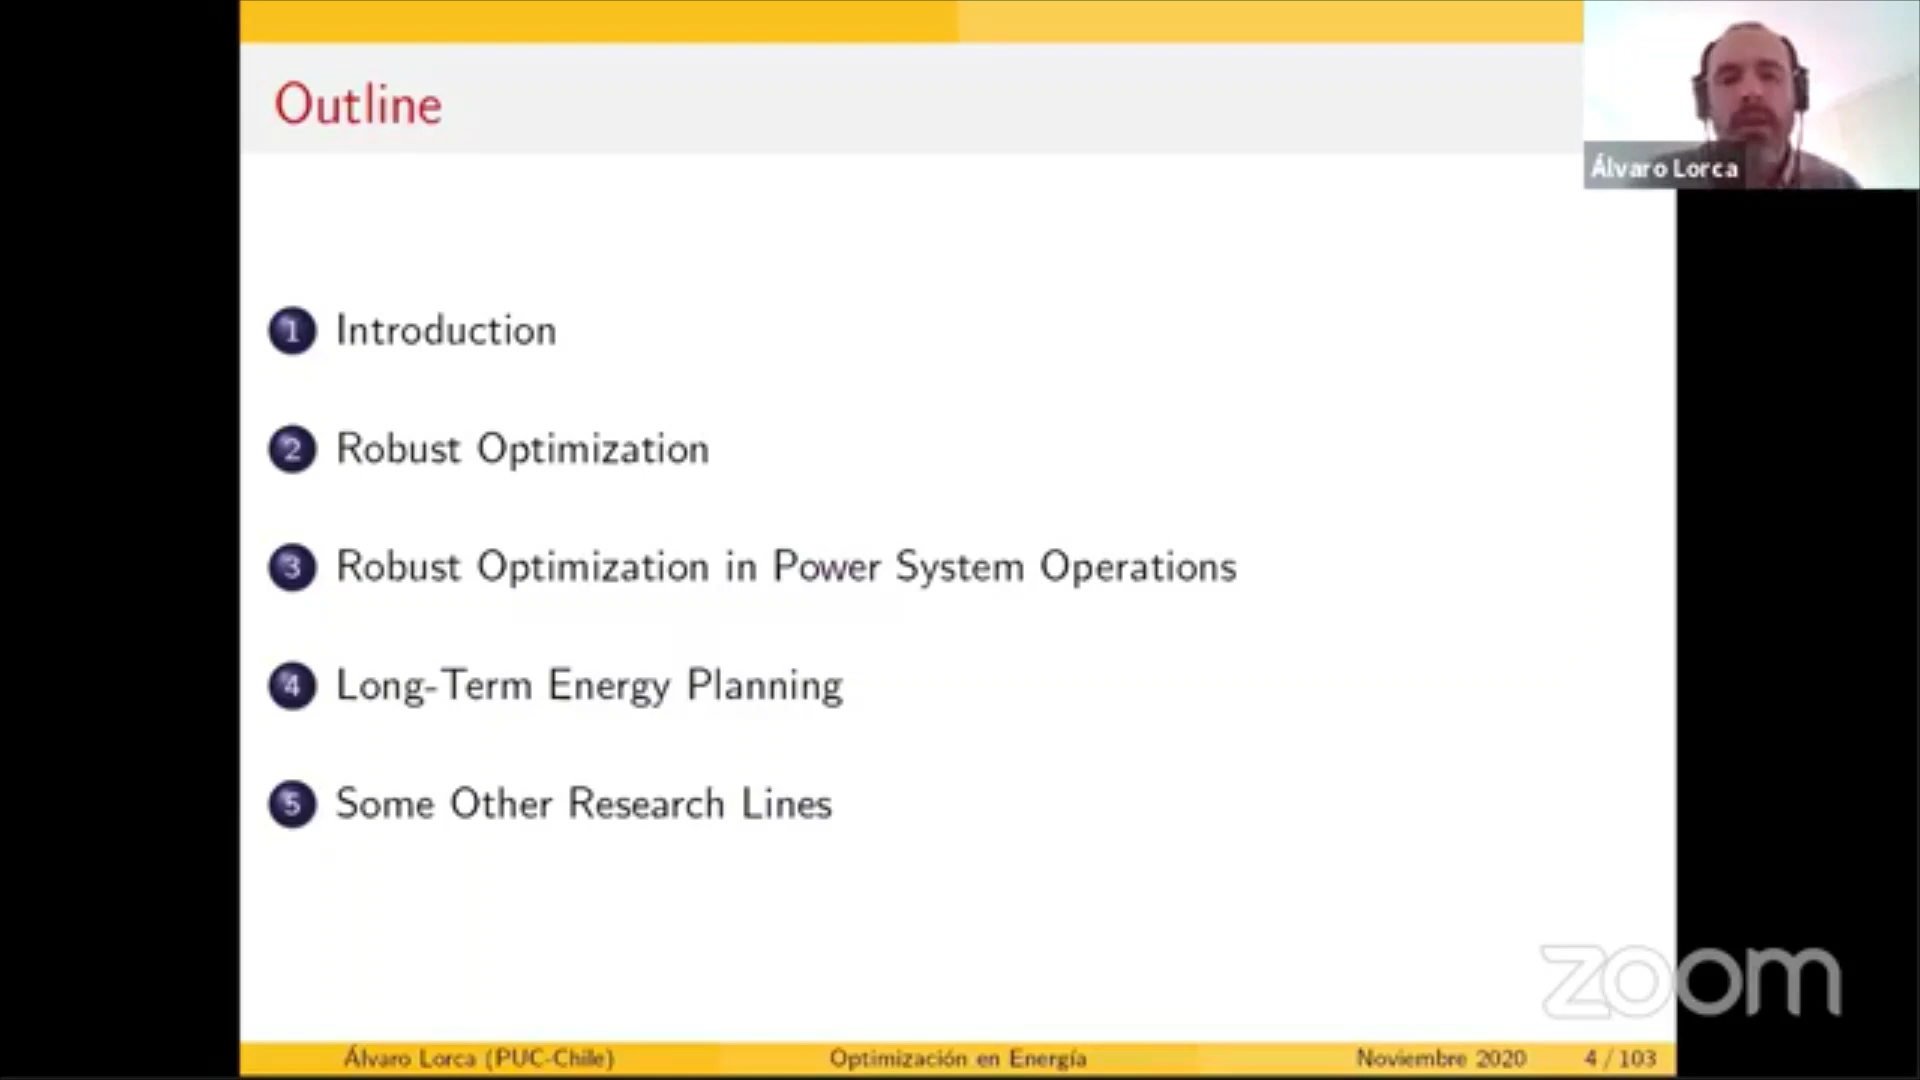 Outline
Álvaro Lorca
1 Introduction
2 Robust Optimization
3 Robust Optimization in Power System Operations
4 Long-Term Energy Planning
5 Some Other Research Lines
zoom
Álvaro Lorca (PUC-Chile) Optimización en Energía Noviembre 2020 4 / 103